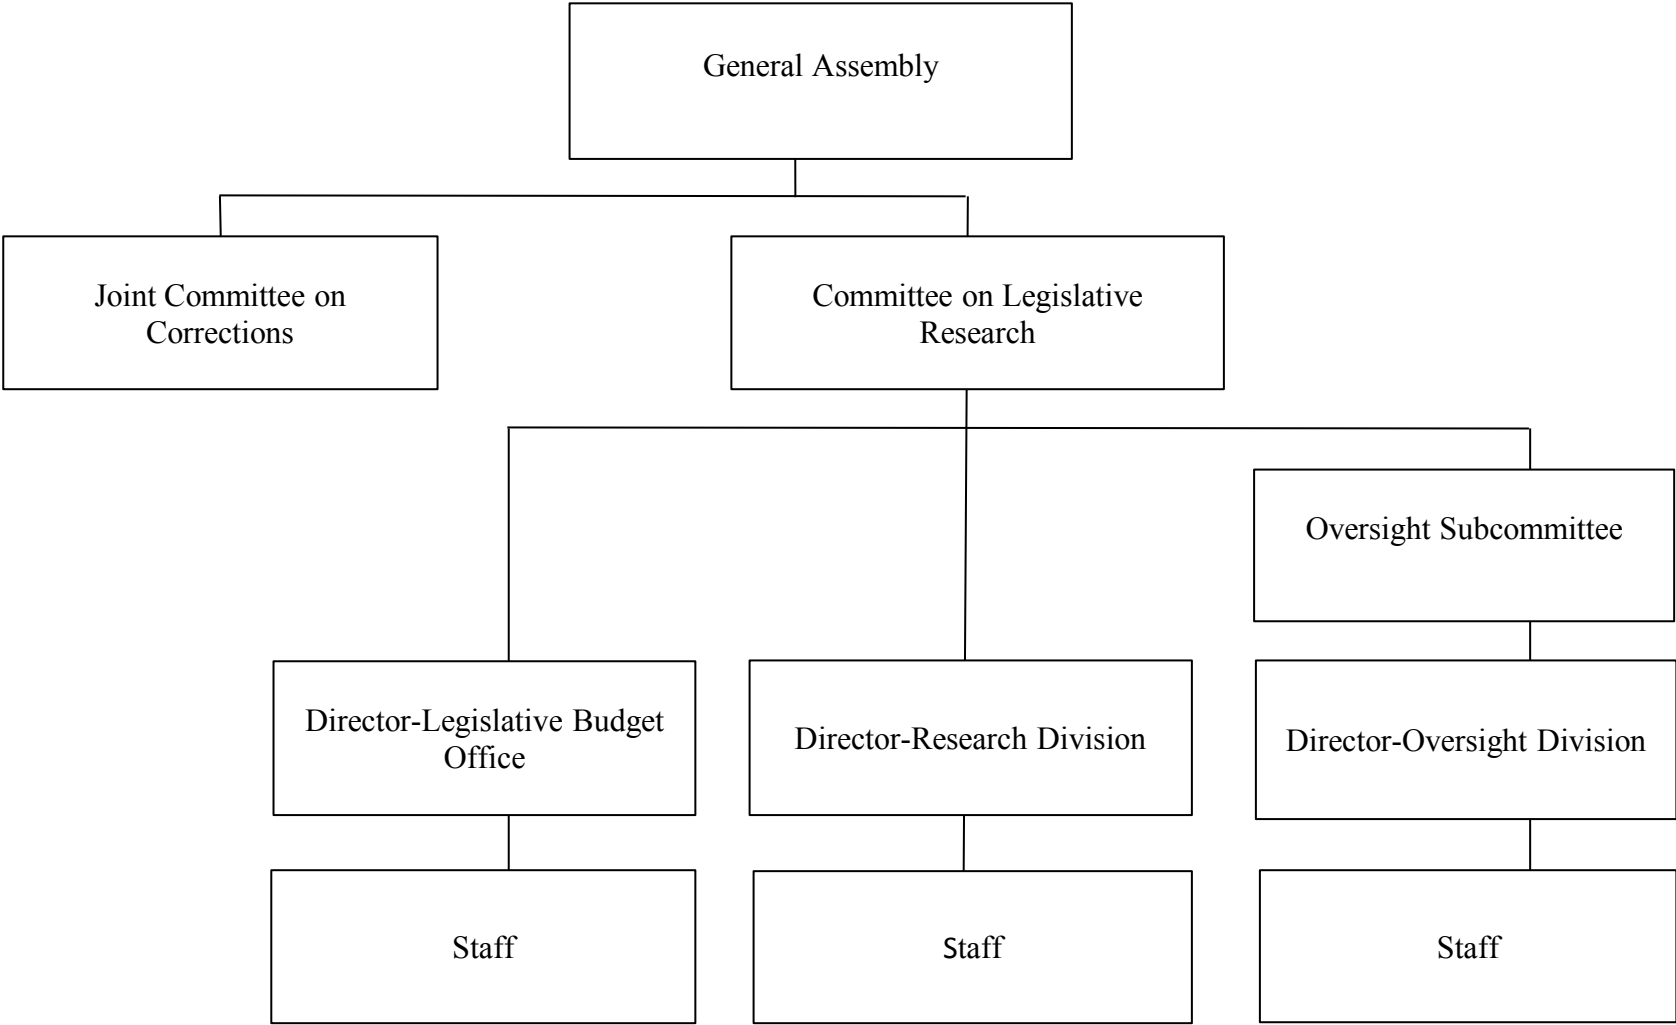 General Assembly
Joint Committee on
Corrections
Committee on Legislative
Research
Oversight Subcommittee
Director-Legislative Budget
Office
Director-Research Division
Director-Oversight Division
Staff
Staff
Staff